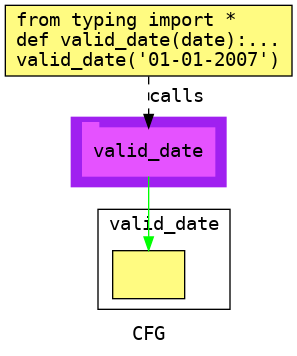 from typing import *
def valid_date(date):...
valid_date('01-01-2007')
calls
valid_date
valid_date
CFG